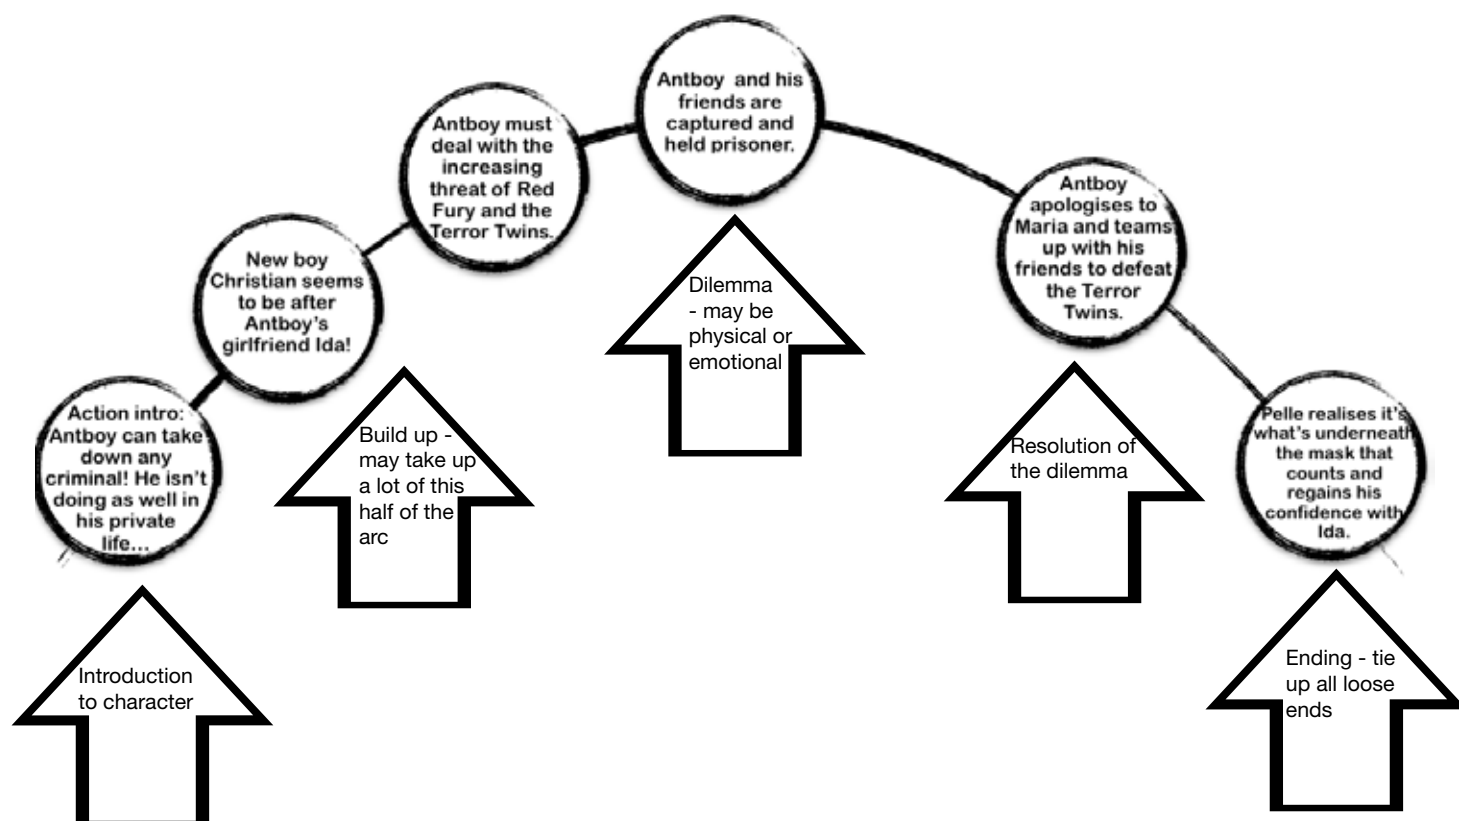 Action intro:
Antboy can take
down any
criminal! He isn't
doing as well in
his private
life...
New boy
Christian seems
to be after
Antboy's
girlfriend Ida!
Antboy must
deal with the
increasing
threat of Red
Fury and the
Terror Twins.
Antboy and his
friends are
captured and
held prisoner.
Antboy
apologises to
Maria and teams
up with his
friends to defeat
the Terror
Twins.
Pelle realises it's
what's underneath
the mask that
counts and
regains his
confidence with
Ida.
Introduction
to character
Build up -
may take up
a lot of this
half of the
arc
Dilemma
- may be
physical or
emotional
Resolution of
the dilemma
Ending - tie
up all loose
ends